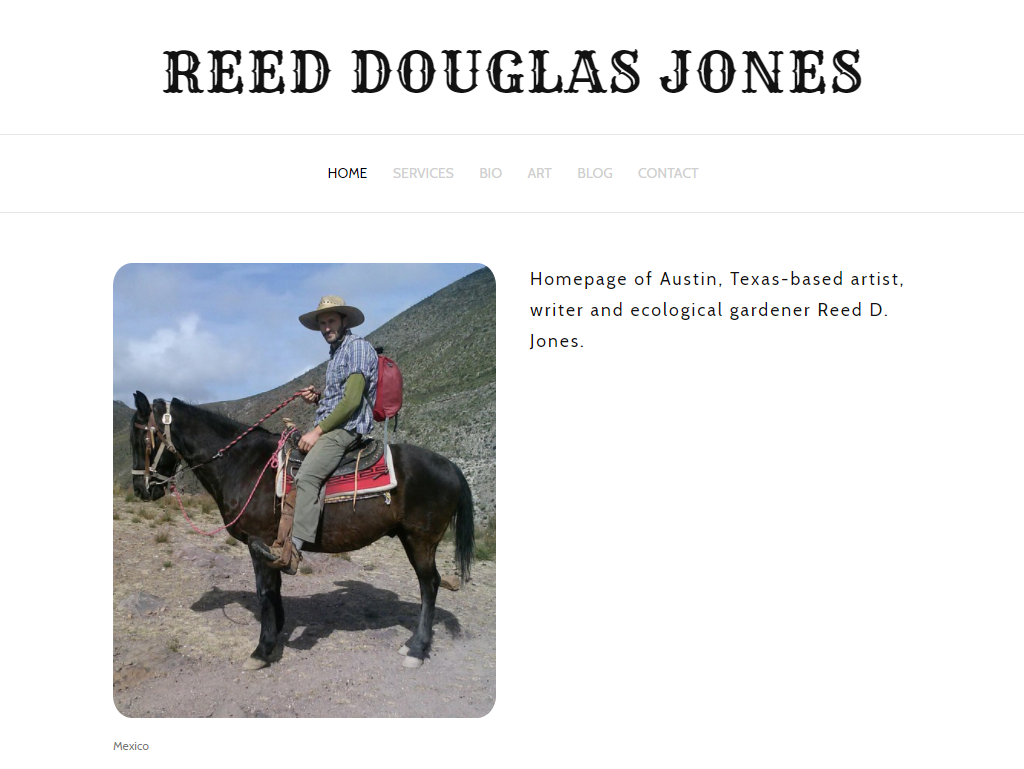 REED DOUGLAS JONES
HOME SERVICES BIO ART BLOG CONTACT
Homepage of Austin, Texas-based artist,
writer and ecological gardener Reed D.
Jones.
Mexico